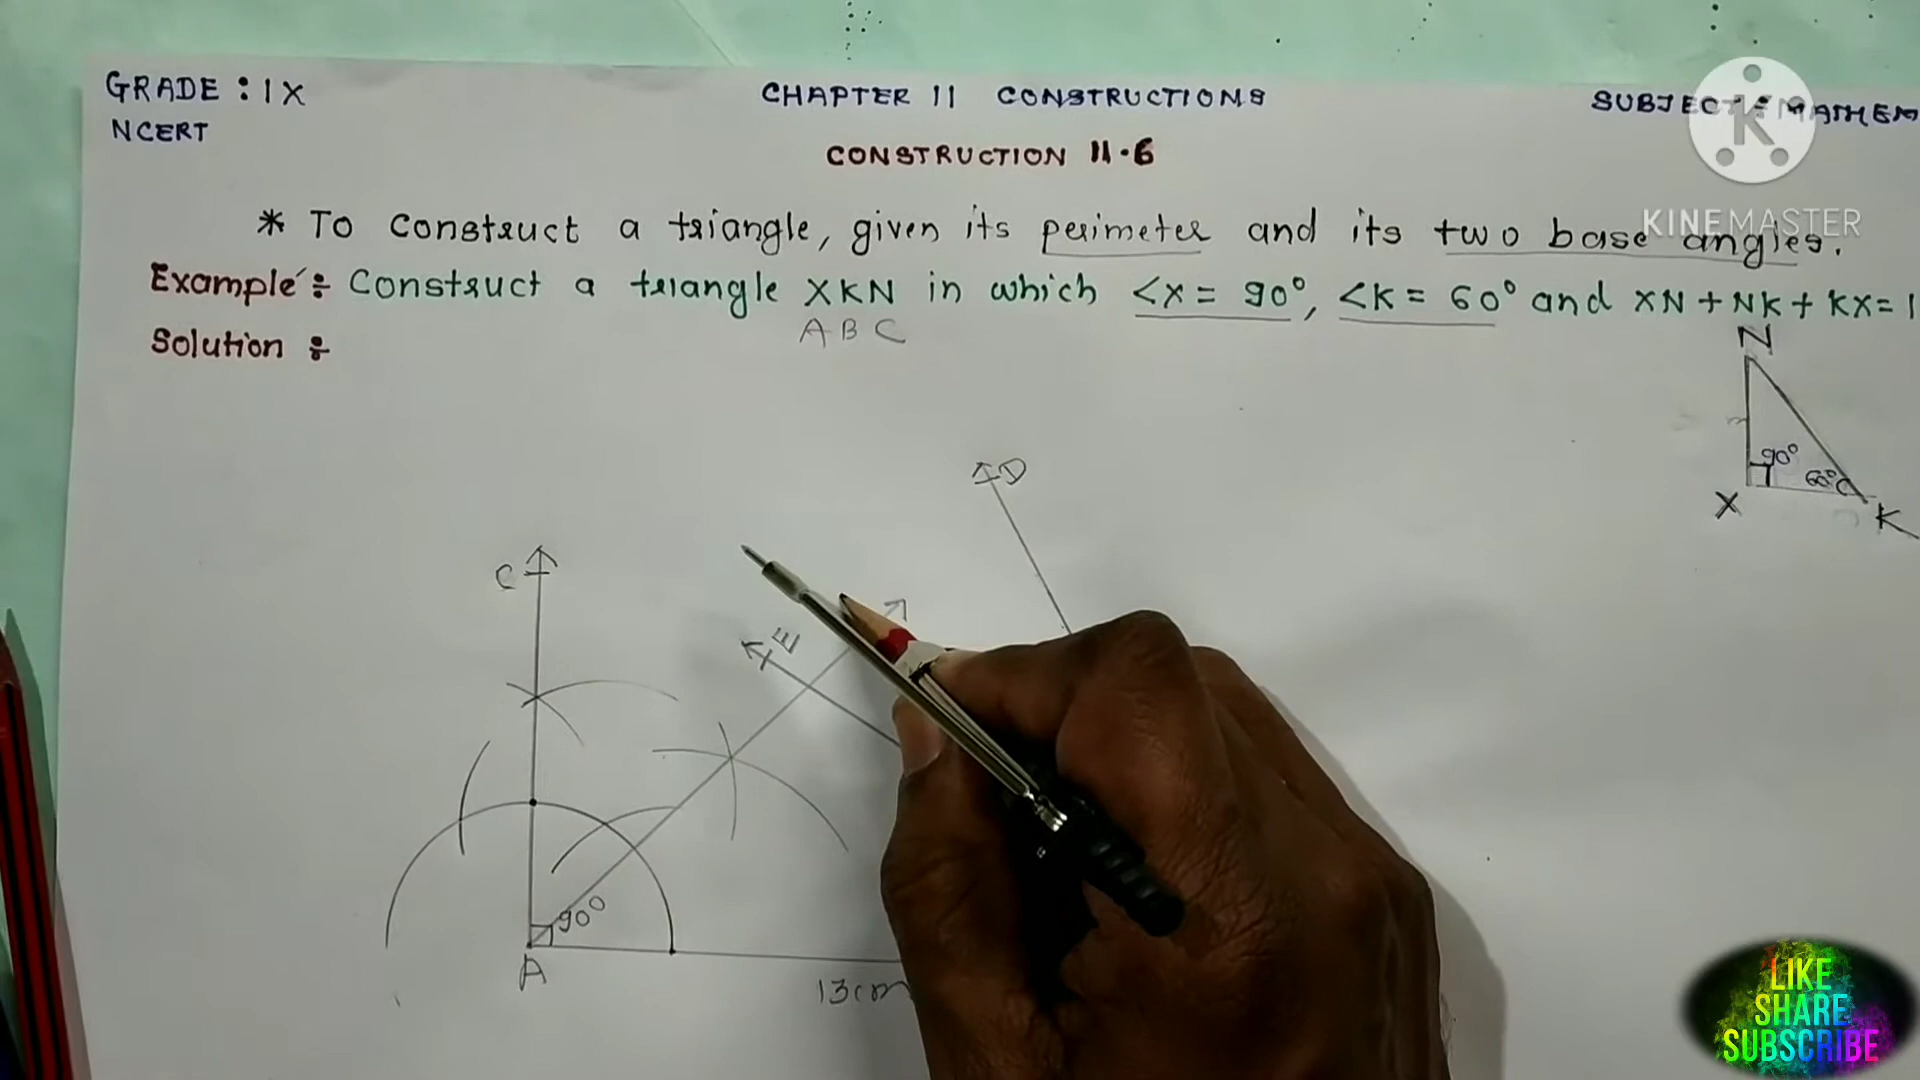 GRADE : IX
CHAPTER 11 CONSTRUCTIONS
SUBJECT : MATHEM
NCERT
CONSTRUCTION 11.6
K
KINEMASTER
* To construct a triangle, given its perimeter and its two base angles.
Example :- Construct a triangle XKN in which <X = 90°, <K = 60° and XN + NK + KX = 1
A B C
Solution :-
N
90°
60°
X
K
D
C
E
90°
A
13cm
LIKE
SHARE
SUBSCRIBE